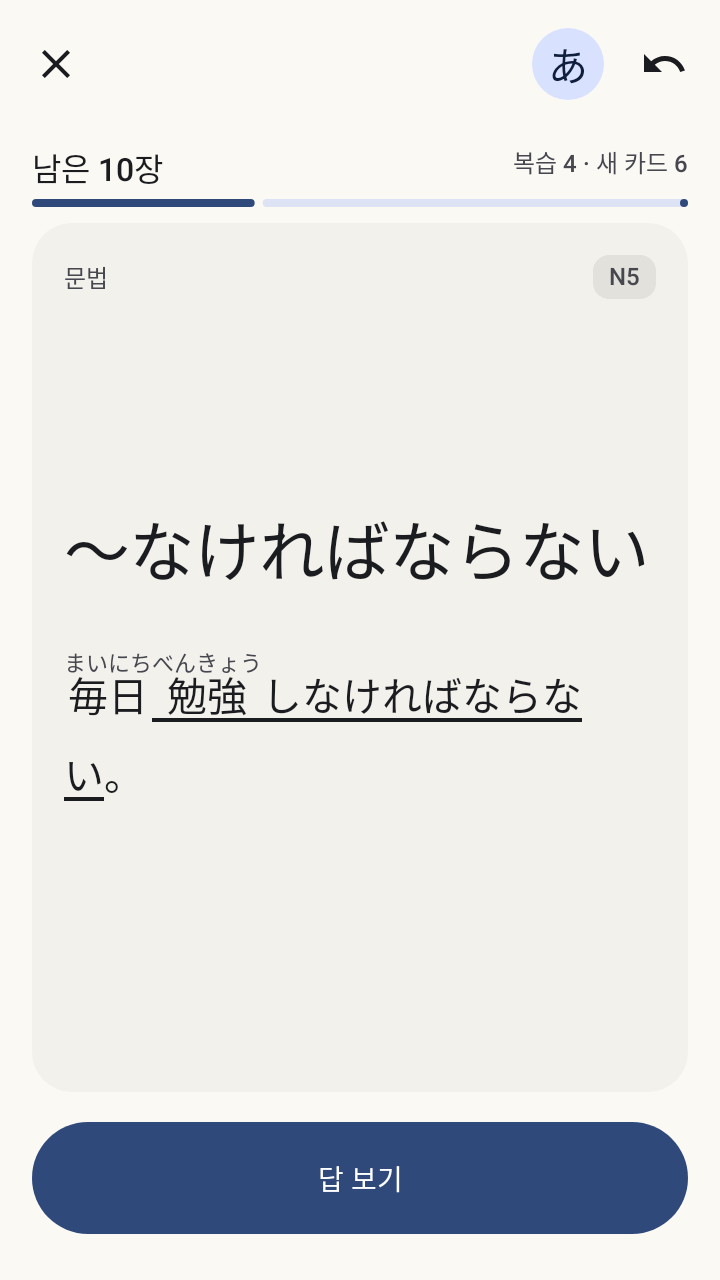 あ
남은 10장
복습 4 · 새 카드 6
문법
N5
～なければならない
まいにちべんきょう
毎日勉強しなければならな
い。
답 보기